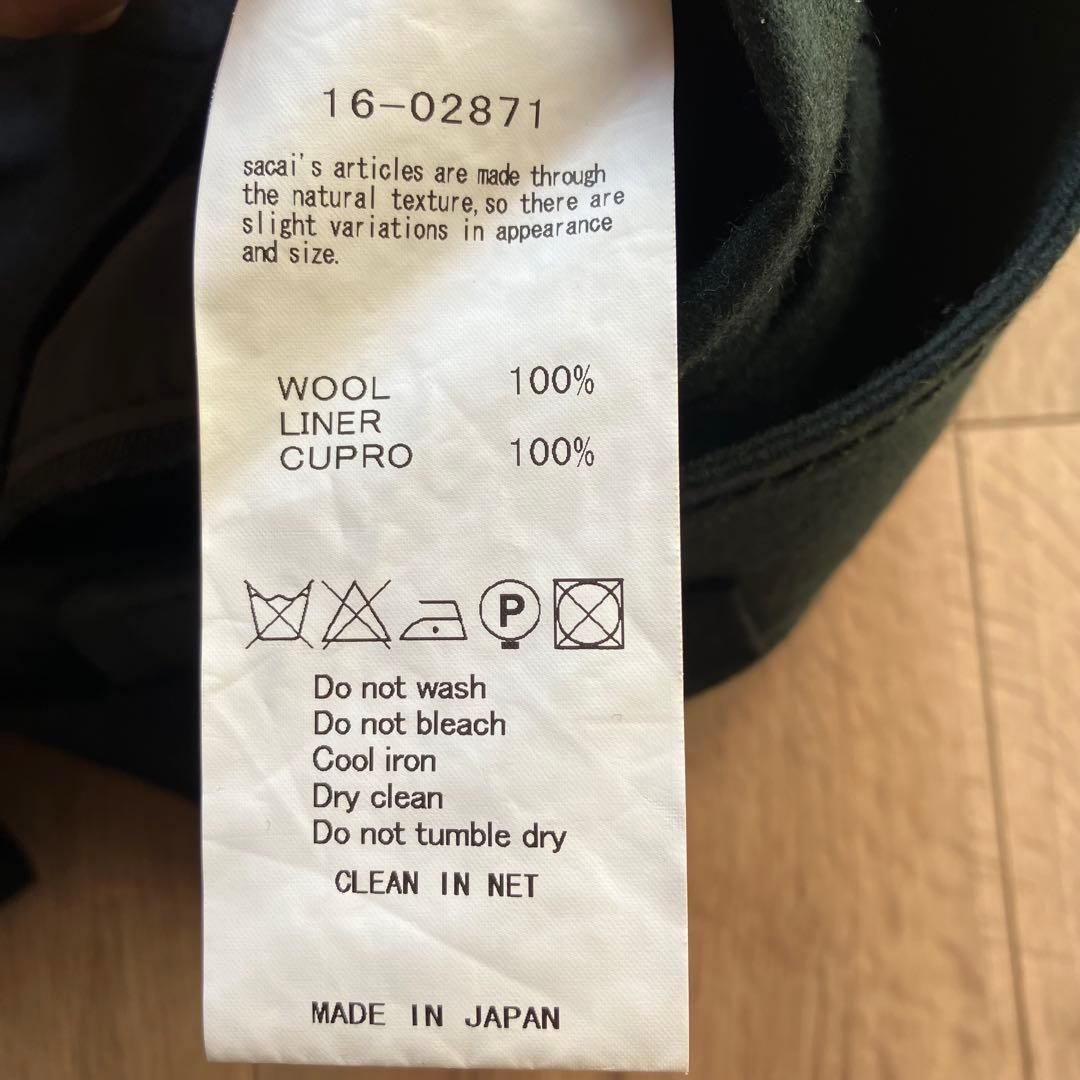 16-02871
sacai's articles are made through
the natural texture, so there are
slight variations in appearance
and size.
WOOL 100%
LINER
CUPRO 100%
P
Do not wash
Do not bleach
Cool iron
Dry clean
Do not tumble dry
CLEAN IN NET
MADE IN JAPAN